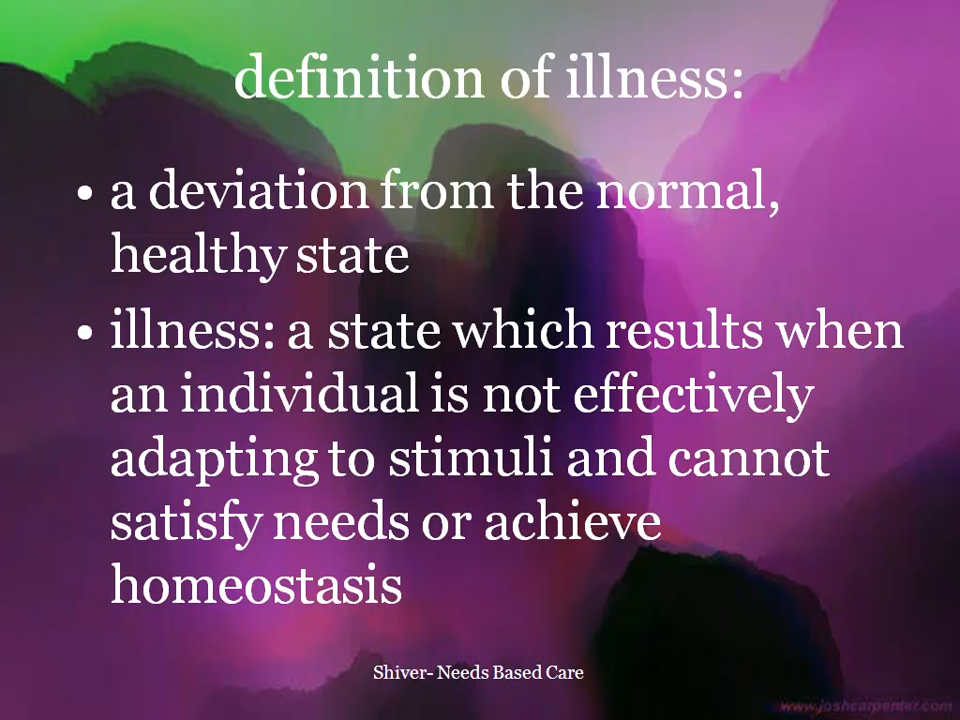 definition of illness:
• a deviation from the normal,
healthy state
• illness: a state which results when
an individual is not effectively
adapting to stimuli and cannot
satisfy needs or achieve
homeostasis
Shiver- Needs Based Care
www.joshcarpenter.com